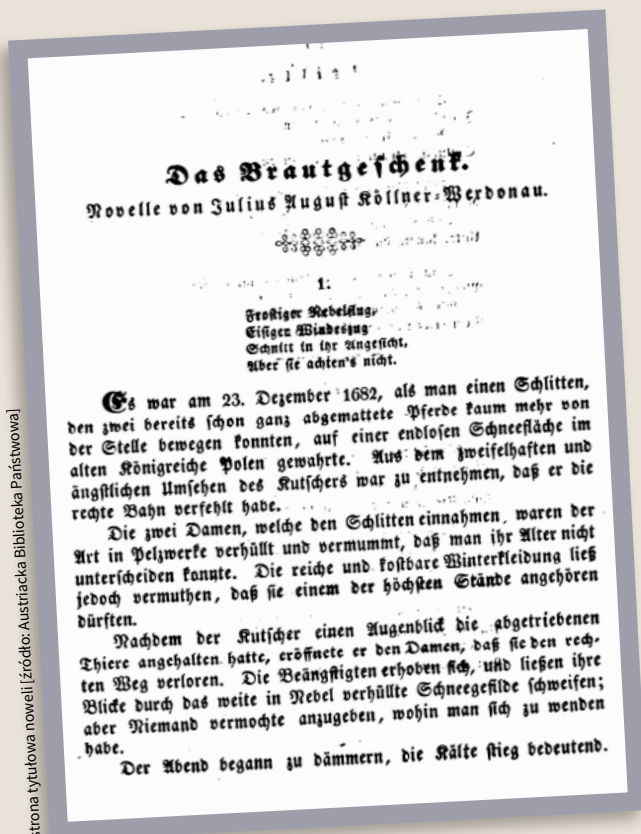 Das Brautgeschenk.
Novelle von Julius August Köllner-Werdonau.
1.
Frostiger Nebelflug,
Eisiger Windeszug
Schnitt in ihr Angesicht,
Aber sie achten's nicht.
Es war am 23. Dezember 1682, als man einen Schlitten,
den zwei bereits schon ganz abgemattete Pferde kaum mehr von
der Stelle bewegen konnten, auf einer endlosen Schneefläche im
alten Königreiche Polen gewahrte. Aus dem zweifelhaften und
ängstlichen Umsehen des Kutschers war zu entnehmen, daß er die
rechte Bahn verfehlt habe.
Die zwei Damen, welche den Schlitten einnahmen, waren der
Art in Pelzwerke verhüllt und vermummt, daß man ihr Alter nicht
unterscheiden konnte. Die reiche und kostbare Winterkleidung ließ
jedoch vermuthen, daß sie einem der höchsten Stände angehören
dürften.
Nachdem der Kutscher einen Augenblick die abgetriebenen
Thiere angehalten hatte, eröffnete er den Damen, daß sie den rech-
ten Weg verloren. Die Beängstigten erhoben sich, und ließen ihre
Blicke durch das weite in Nebel verhüllte Schneegefilde schweifen;
aber Niemand vermochte anzugeben, wohin man sich zu wenden
habe.
Der Abend begann zu dämmern, die Kälte stieg bedeutend.
strona tytułowa noweli [źródło: Austriacka Biblioteka Państwowa]